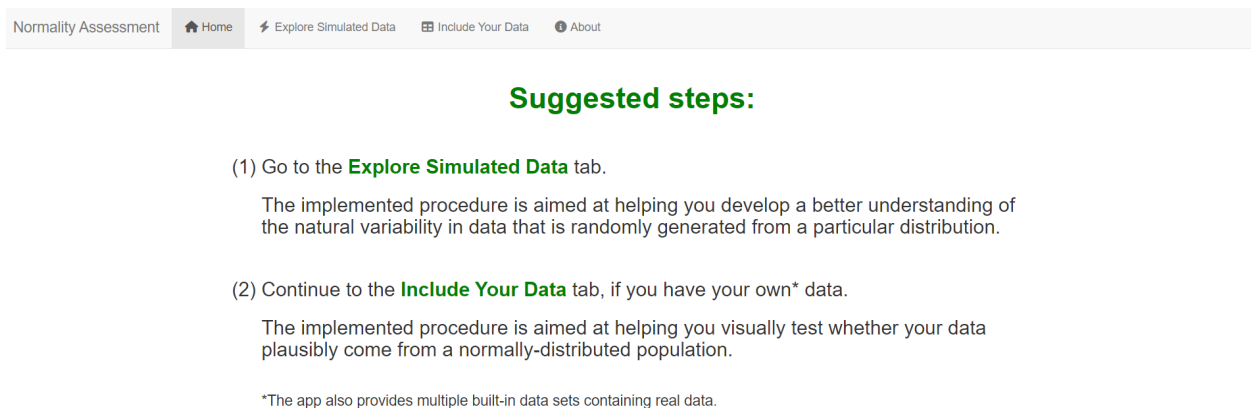 Normality Assessment Home Explore Simulated Data Include Your Data About
Suggested steps:
(1) Go to the Explore Simulated Data tab.
The implemented procedure is aimed at helping you develop a better understanding of
the natural variability in data that is randomly generated from a particular distribution.
(2) Continue to the Include Your Data tab, if you have your own* data.
The implemented procedure is aimed at helping you visually test whether your data
plausibly come from a normally-distributed population.
*The app also provides multiple built-in data sets containing real data.